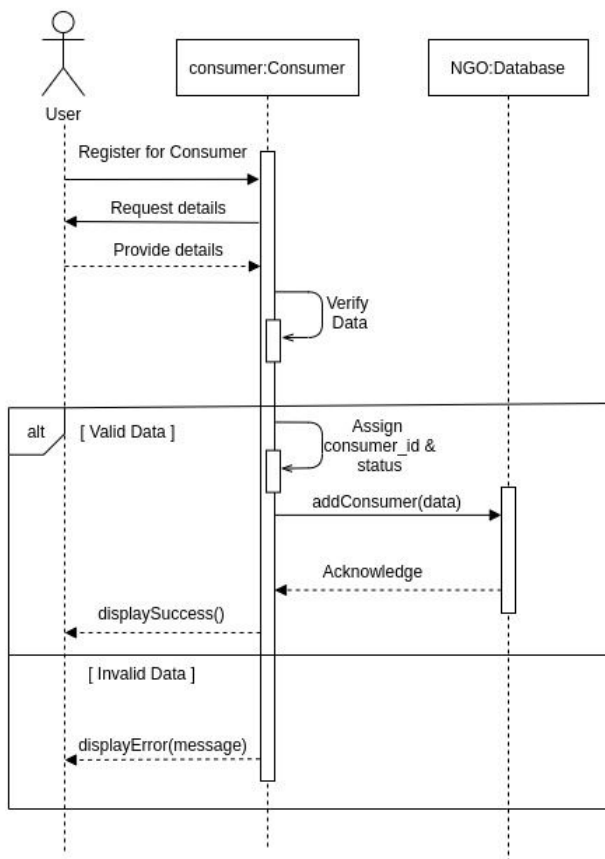 consumer:Consumer
NGO:Database
User
Register for Consumer
Request details
Provide details
Verify
Data
alt
[ Valid Data ]
Assign
consumer_id &
status
addConsumer(data)
Acknowledge
displaySuccess()
[ Invalid Data ]
displayError(message)